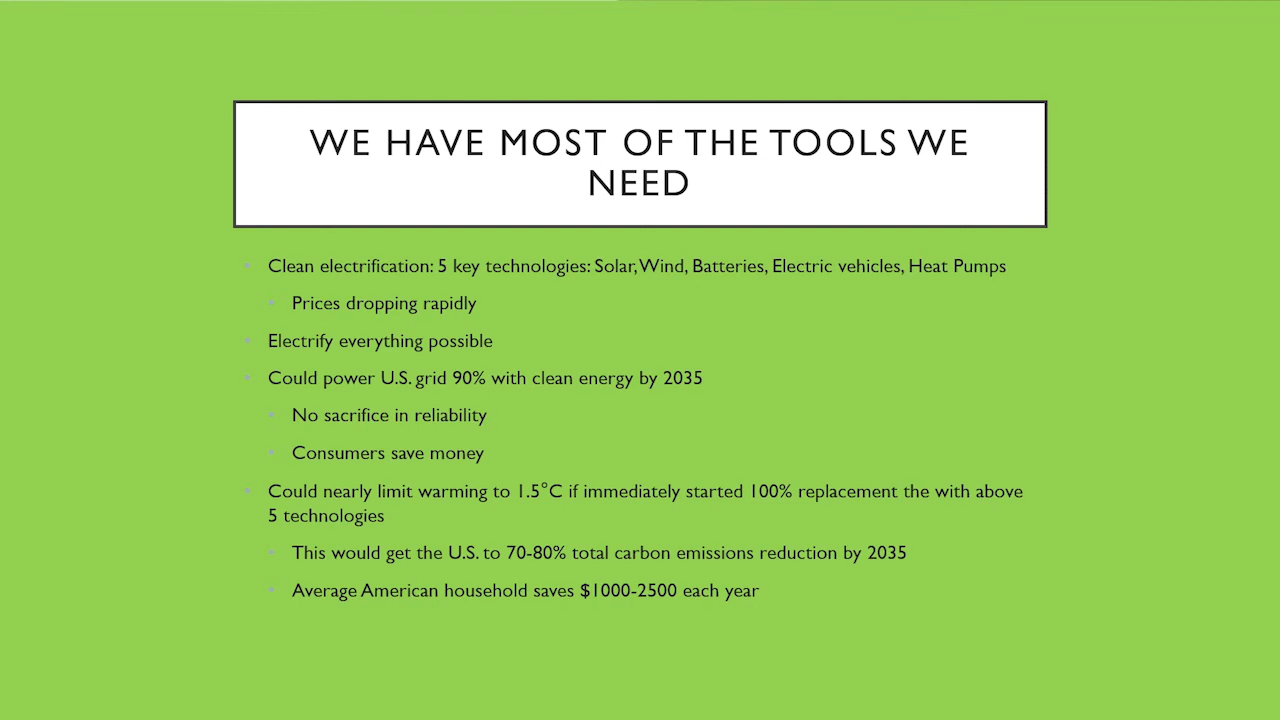 WE HAVE MOST OF THE TOOLS WE
NEED
• Clean electrification: 5 key technologies: Solar, Wind, Batteries, Electric vehicles, Heat Pumps
• Prices dropping rapidly
• Electrify everything possible
• Could power U.S. grid 90% with clean energy by 2035
• No sacrifice in reliability
• Consumers save money
• Could nearly limit warming to 1.5°C if immediately started 100% replacement the with above
5 technologies
• This would get the U.S. to 70-80% total carbon emissions reduction by 2035
• Average American household saves $1000-2500 each year